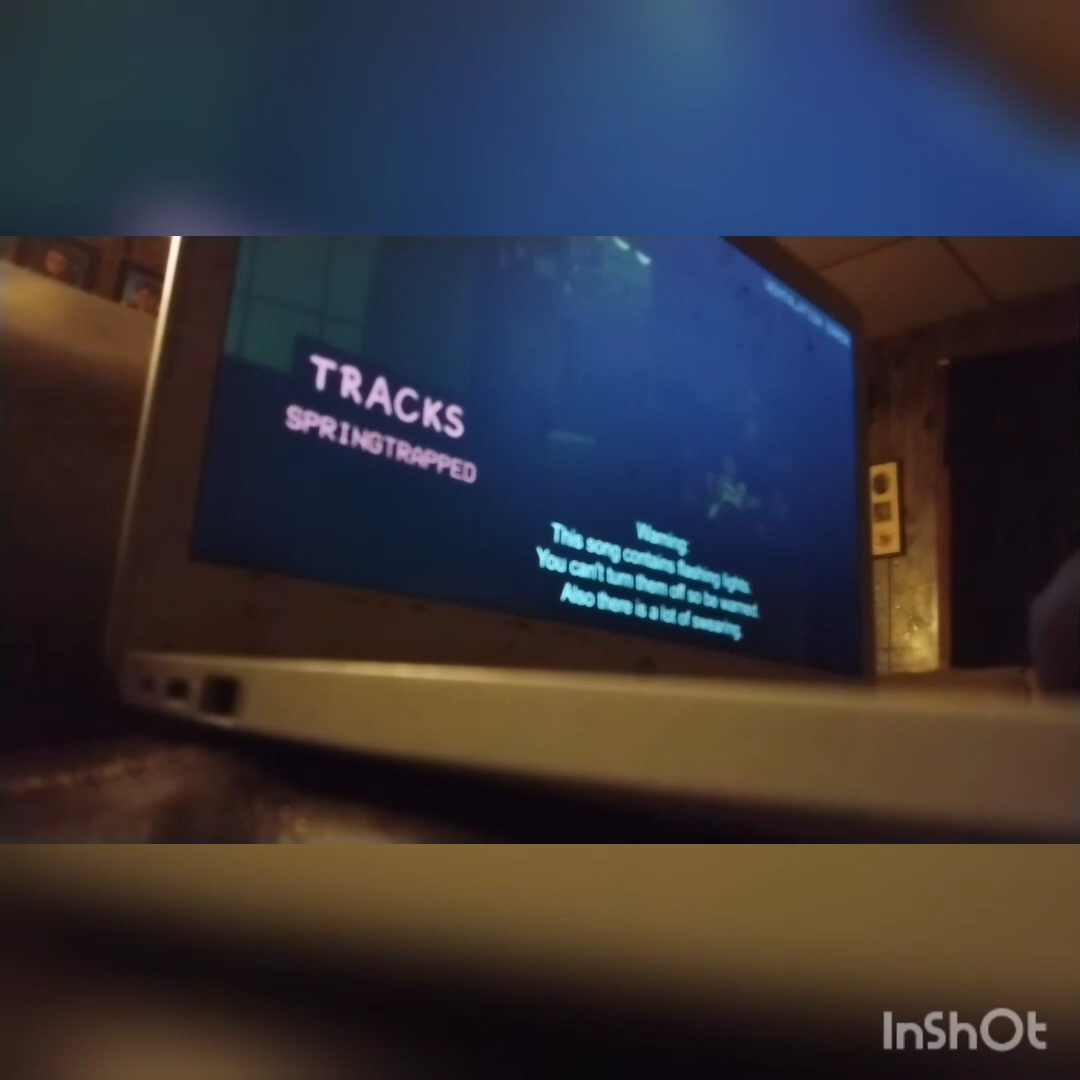 TRACKS
SPRINGTRAPPED
Warning:
This song contains flashing lights.
You can't turn them off so be warned.
Also there is a lot of swearing.
InShOt